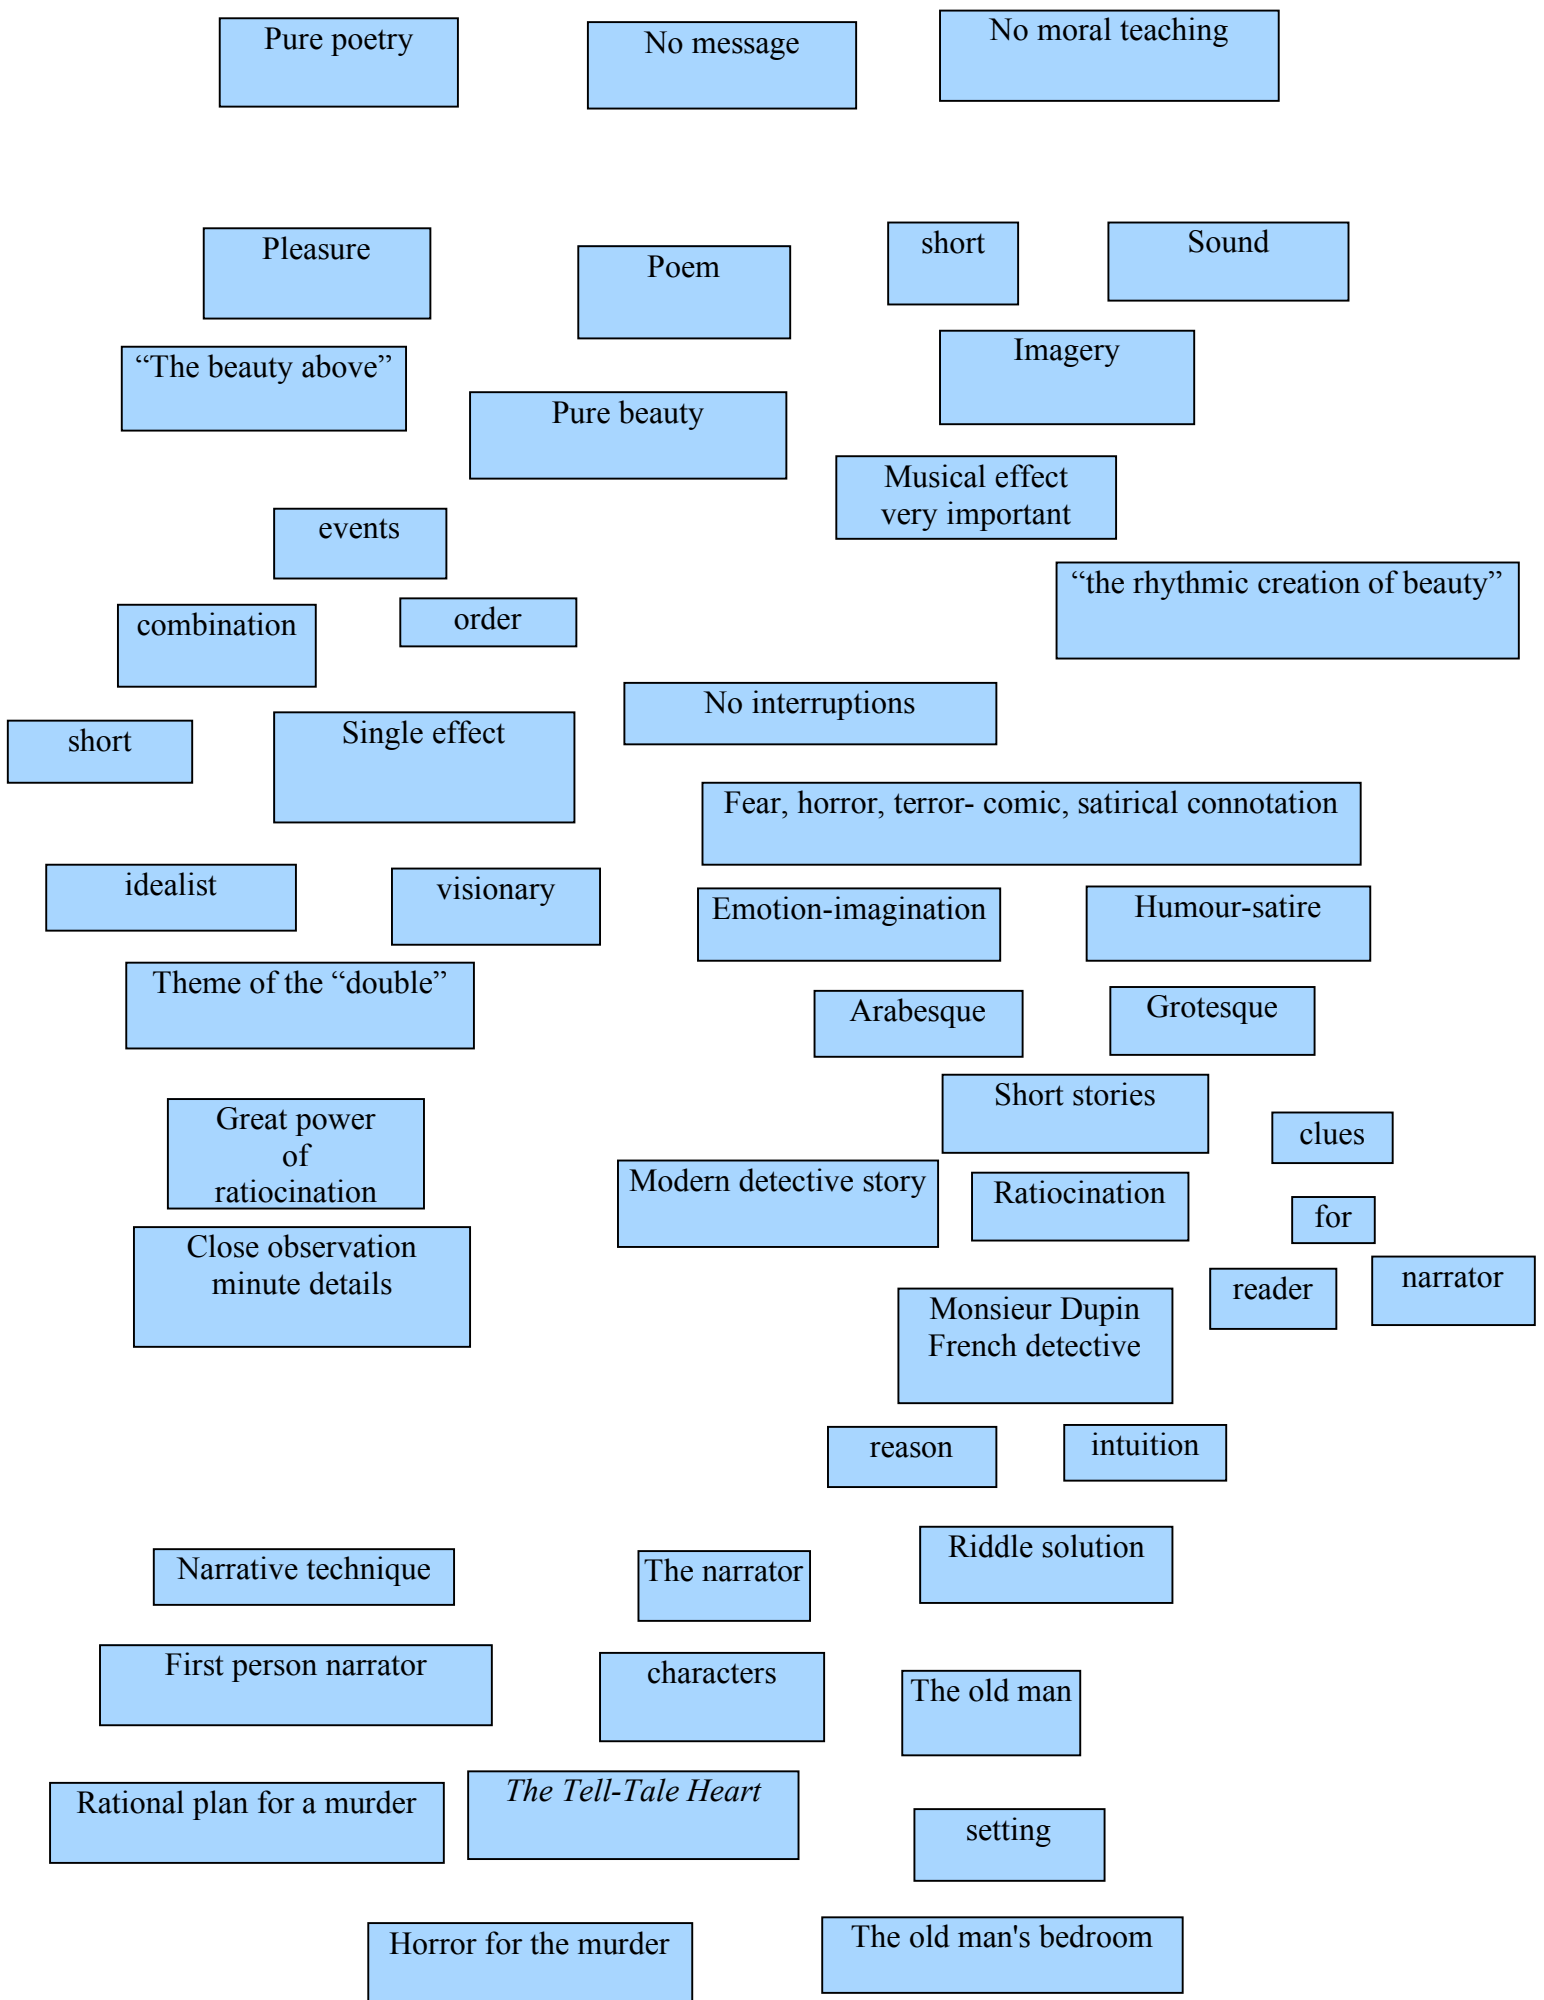 Pure poetry
No message
No moral teaching
Pleasure
Poem
short
Sound
“The beauty above”
Imagery
Pure beauty
Musical effect
very important
events
“the rhythmic creation of beauty”
combination
order
No interruptions
short
Single effect
Fear, horror, terror- comic, satirical connotation
idealist
visionary
Emotion-imagination
Humour-satire
Theme of the “double”
Arabesque
Grotesque
Short stories
Great power
of
ratiocination
clues
Modern detective story
Ratiocination
for
Close observation
minute details
reader
narrator
Monsieur Dupin
French detective
reason
intuition
Riddle solution
Narrative technique
The narrator
First person narrator
characters
The old man
Rational plan for a murder
The Tell-Tale Heart
setting
Horror for the murder
The old man's bedroom